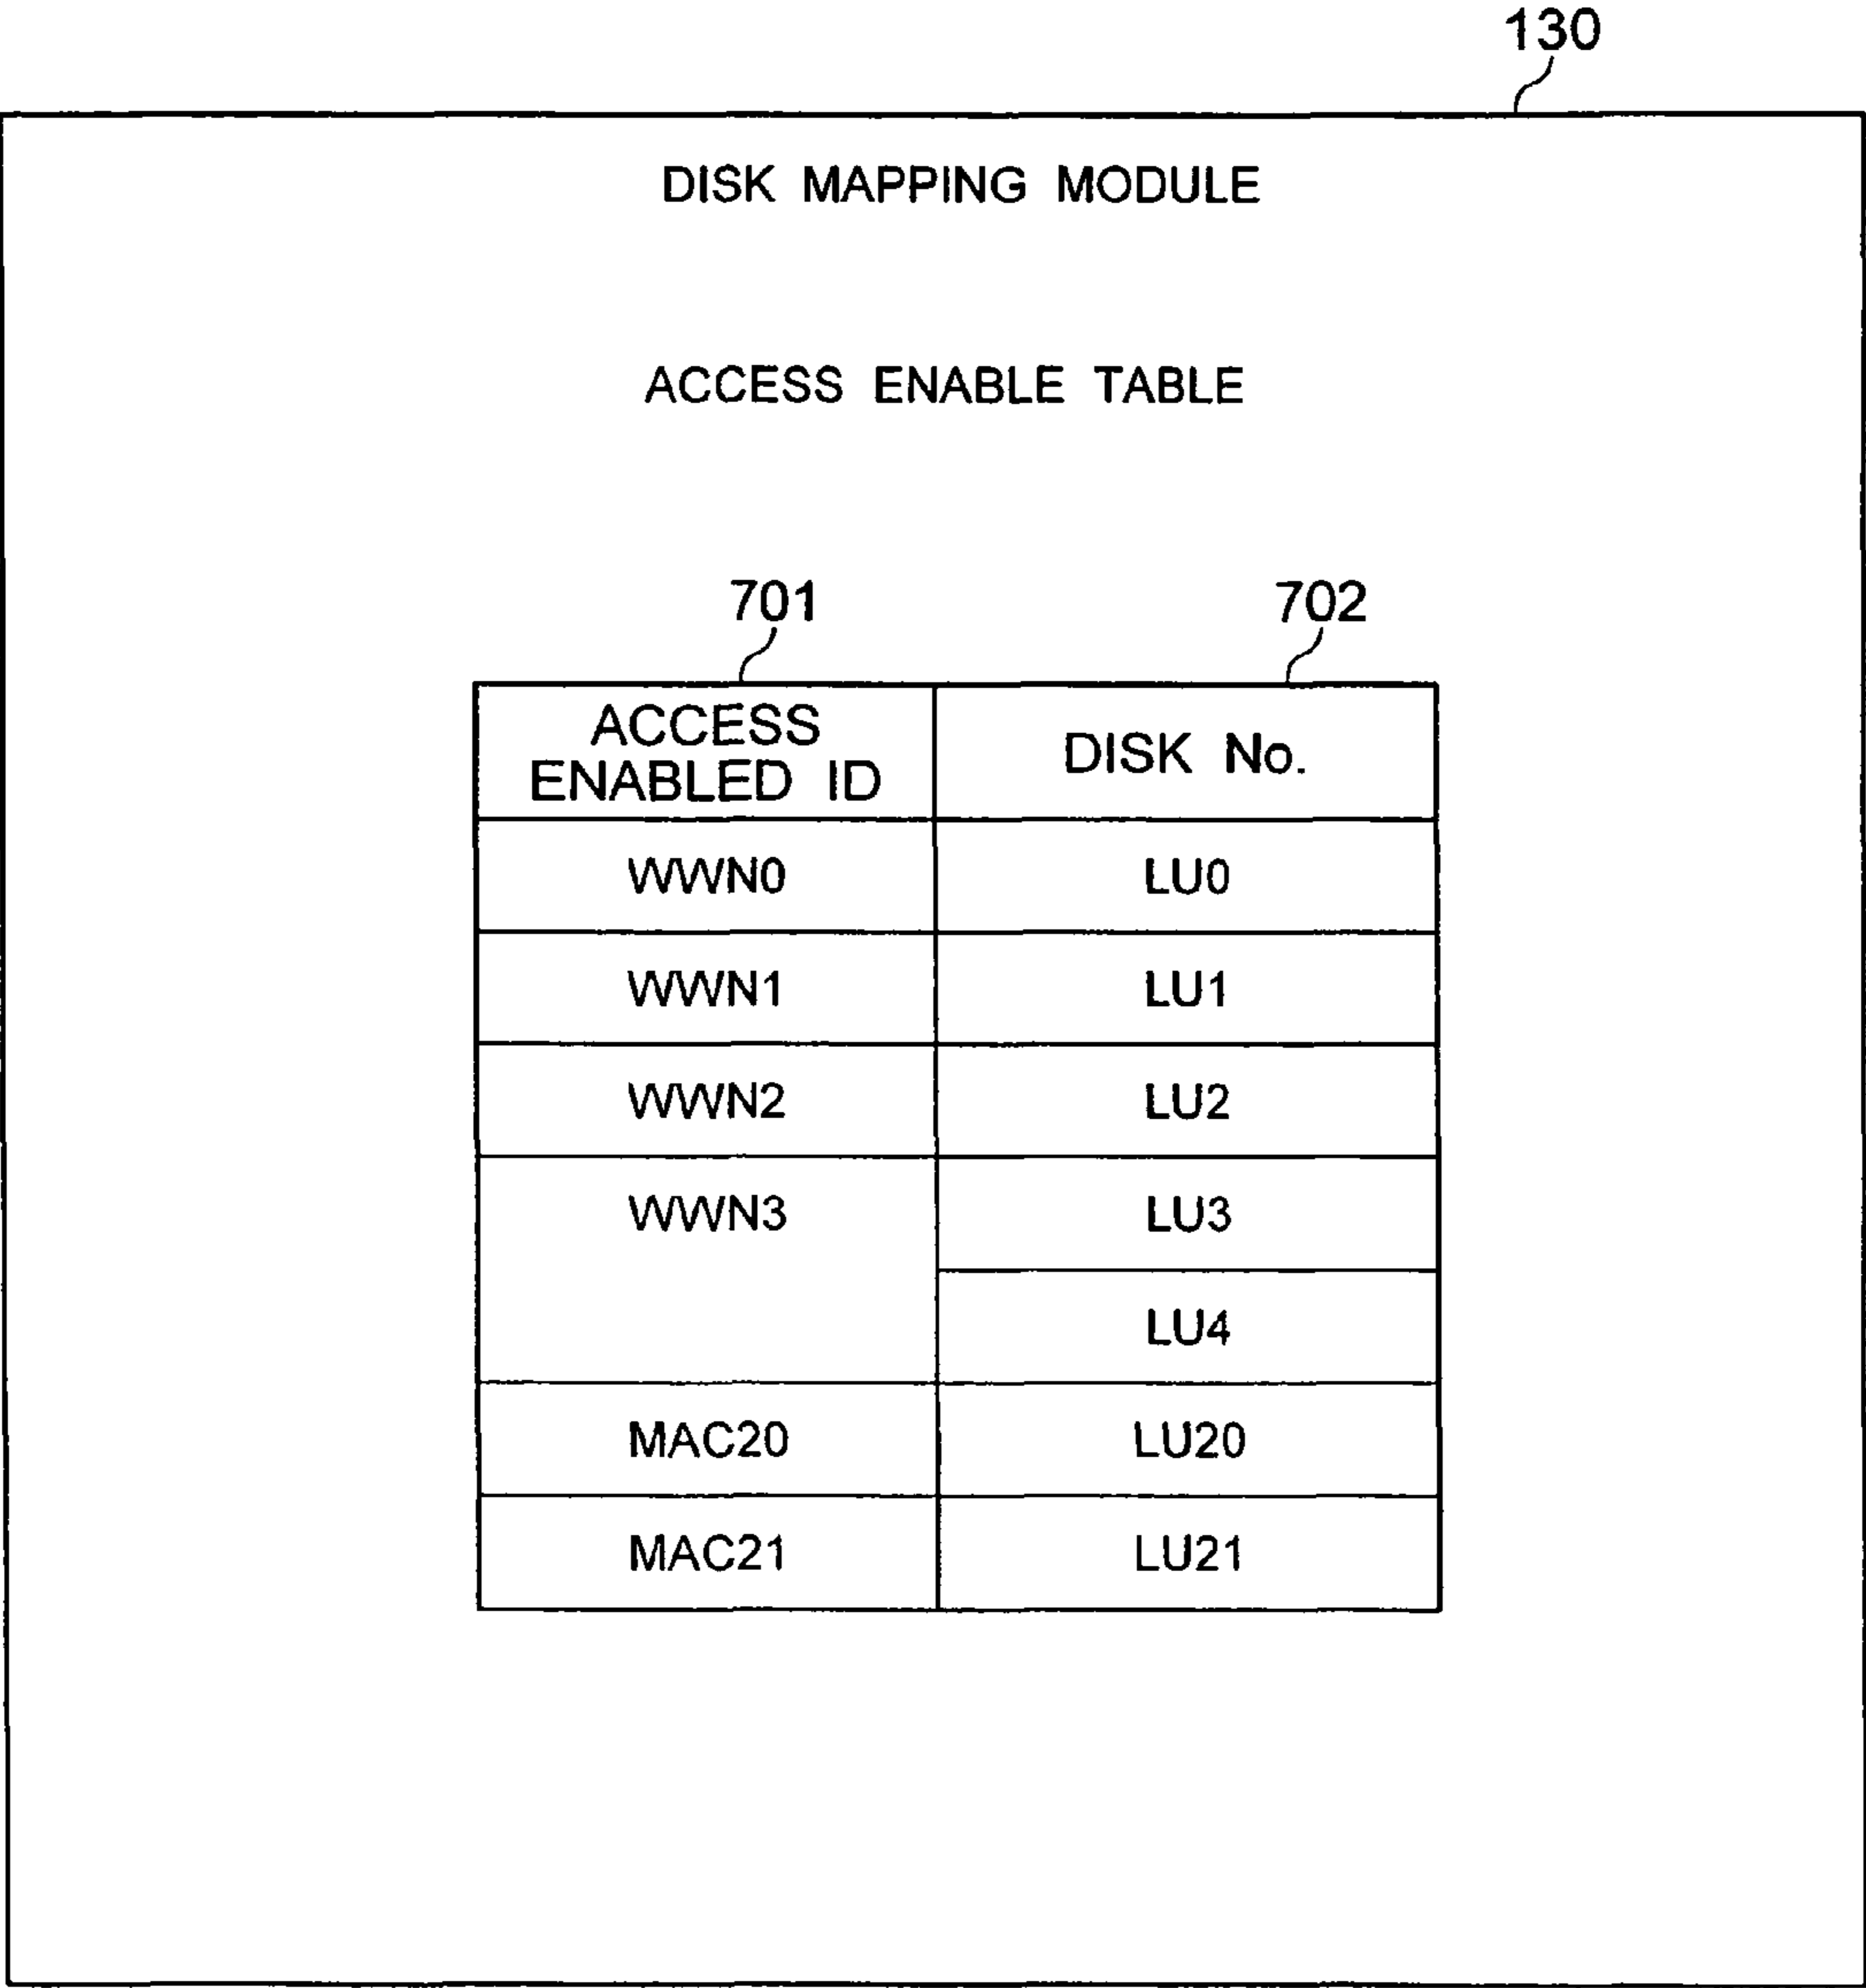 130
DISK MAPPING MODULE
ACCESS ENABLE TABLE
701 702
ACCESS
ENABLED ID
DISK No.
WWN0 LU0
WWN1 LU1
WWN2 LU2
WWN3 LU3
LU4
MAC20 LU20
MAC21 LU21